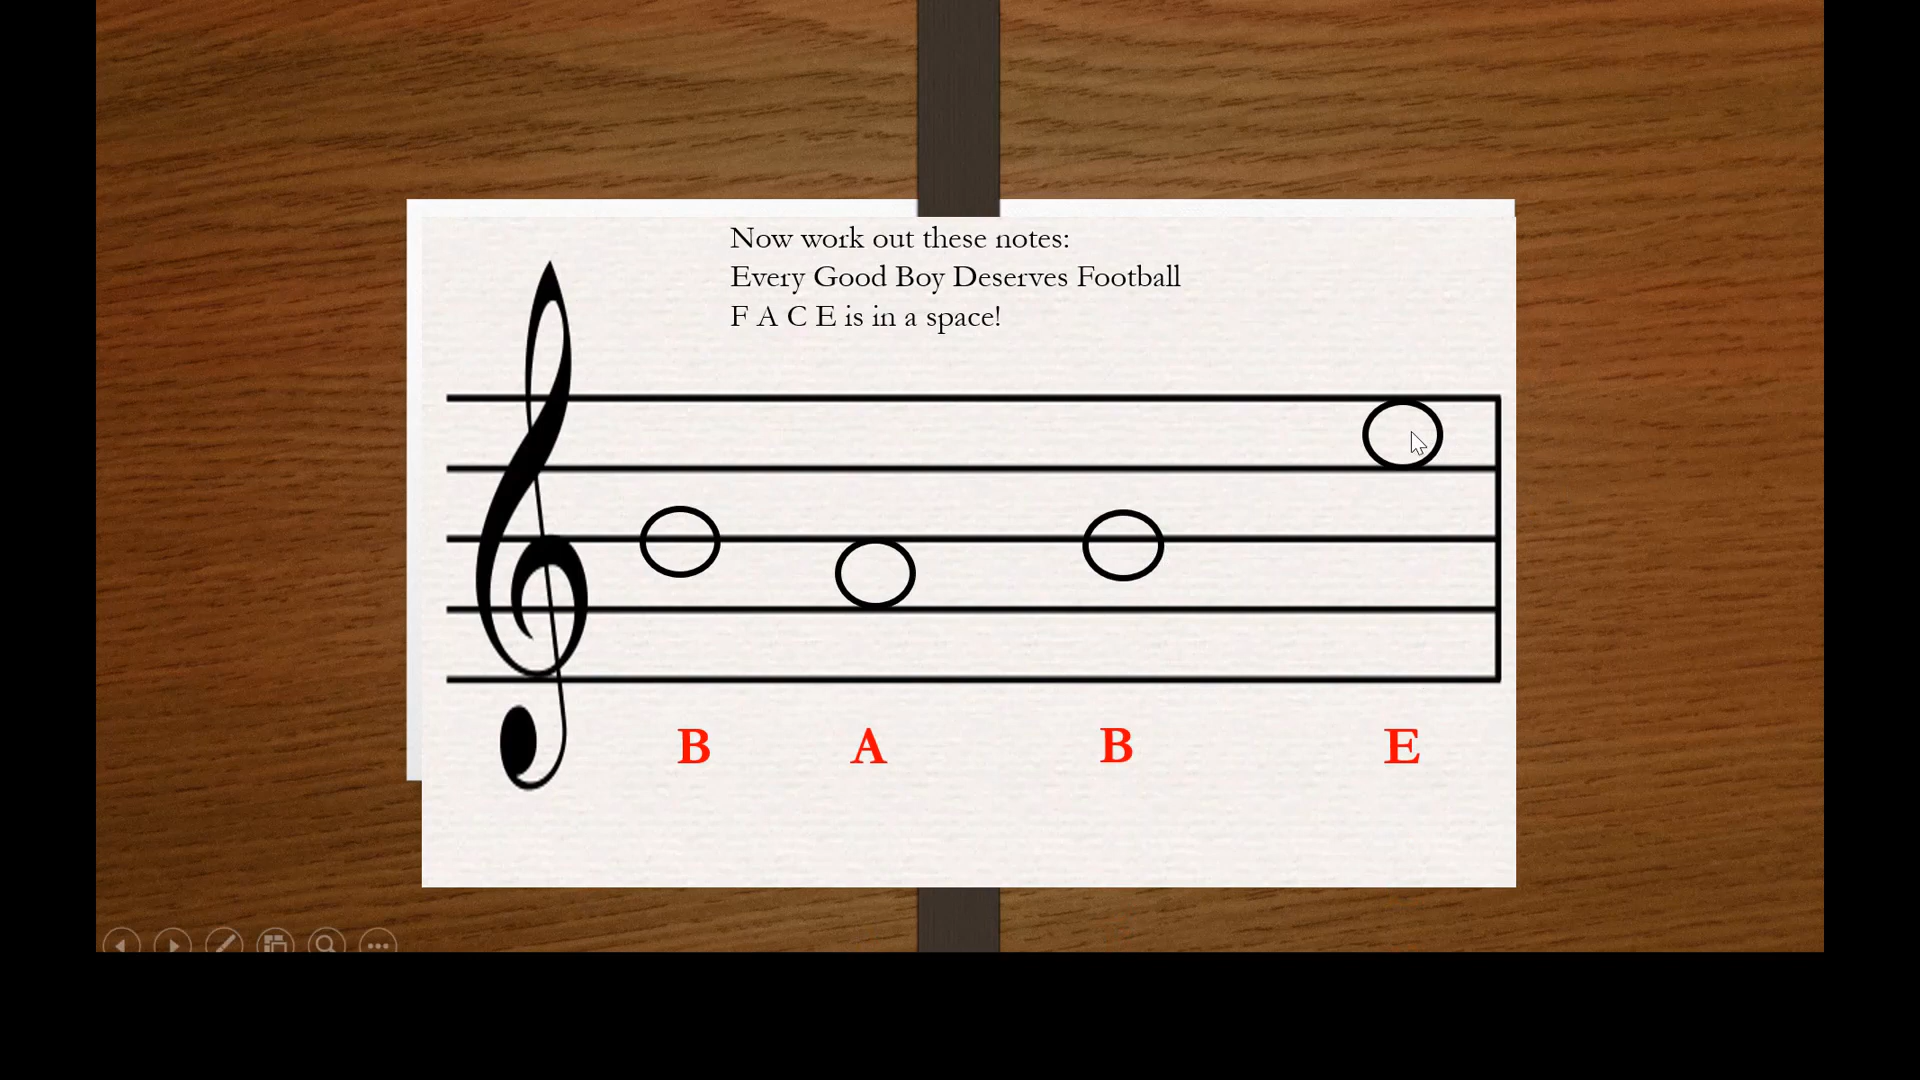 Now work out these notes:
Every Good Boy Deserves Football
F A C E is in a space!
B A B E